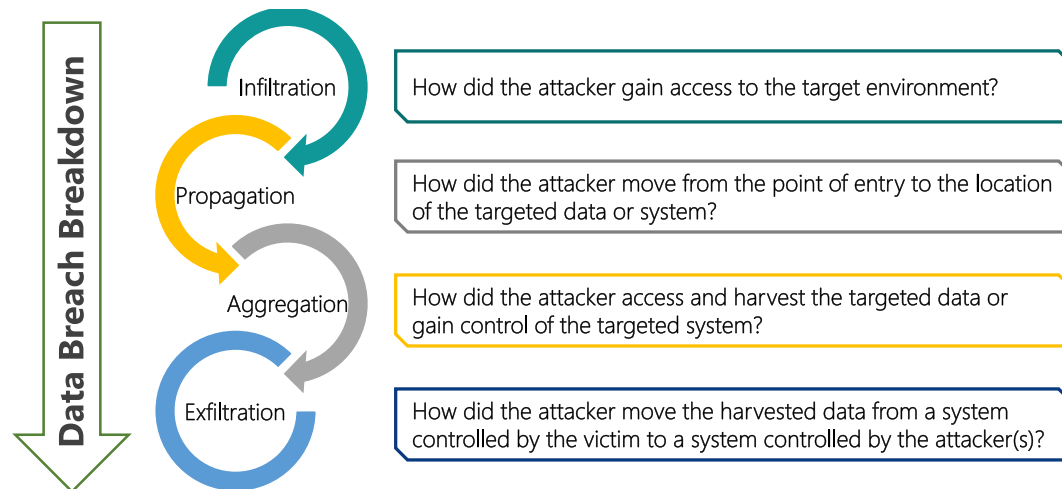 Data Breach Breakdown
Infiltration
How did the attacker gain access to the target environment?
Propagation
How did the attacker move from the point of entry to the location
of the targeted data or system?
Aggregation
How did the attacker access and harvest the targeted data or
gain control of the targeted system?
Exfiltration
How did the attacker move the harvested data from a system
controlled by the victim to a system controlled by the attacker(s)?